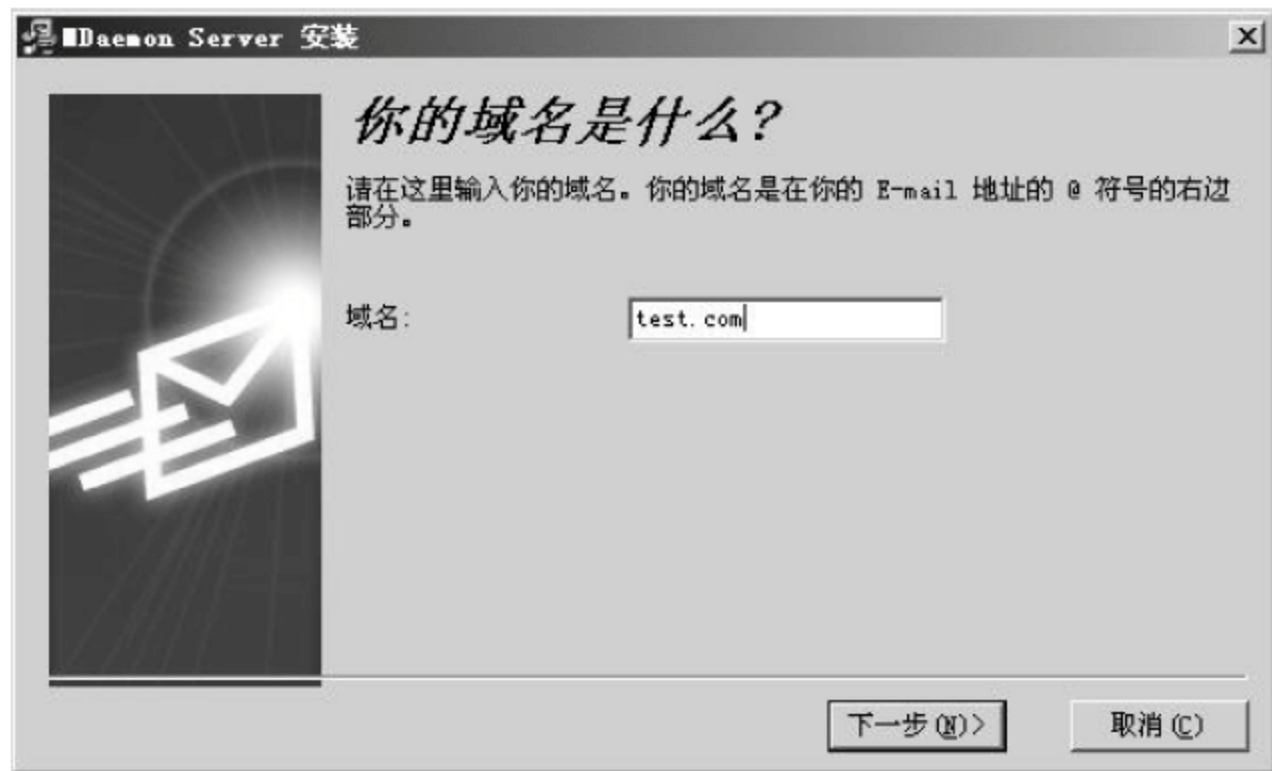 MDaemon Server 安装
你的域名是什么?
请在这里输入你的域名。你的域名是在你的 E-mail 地址的 @ 符号的右边
部分。
域名: test.com
下一步(N)> 取消(C)